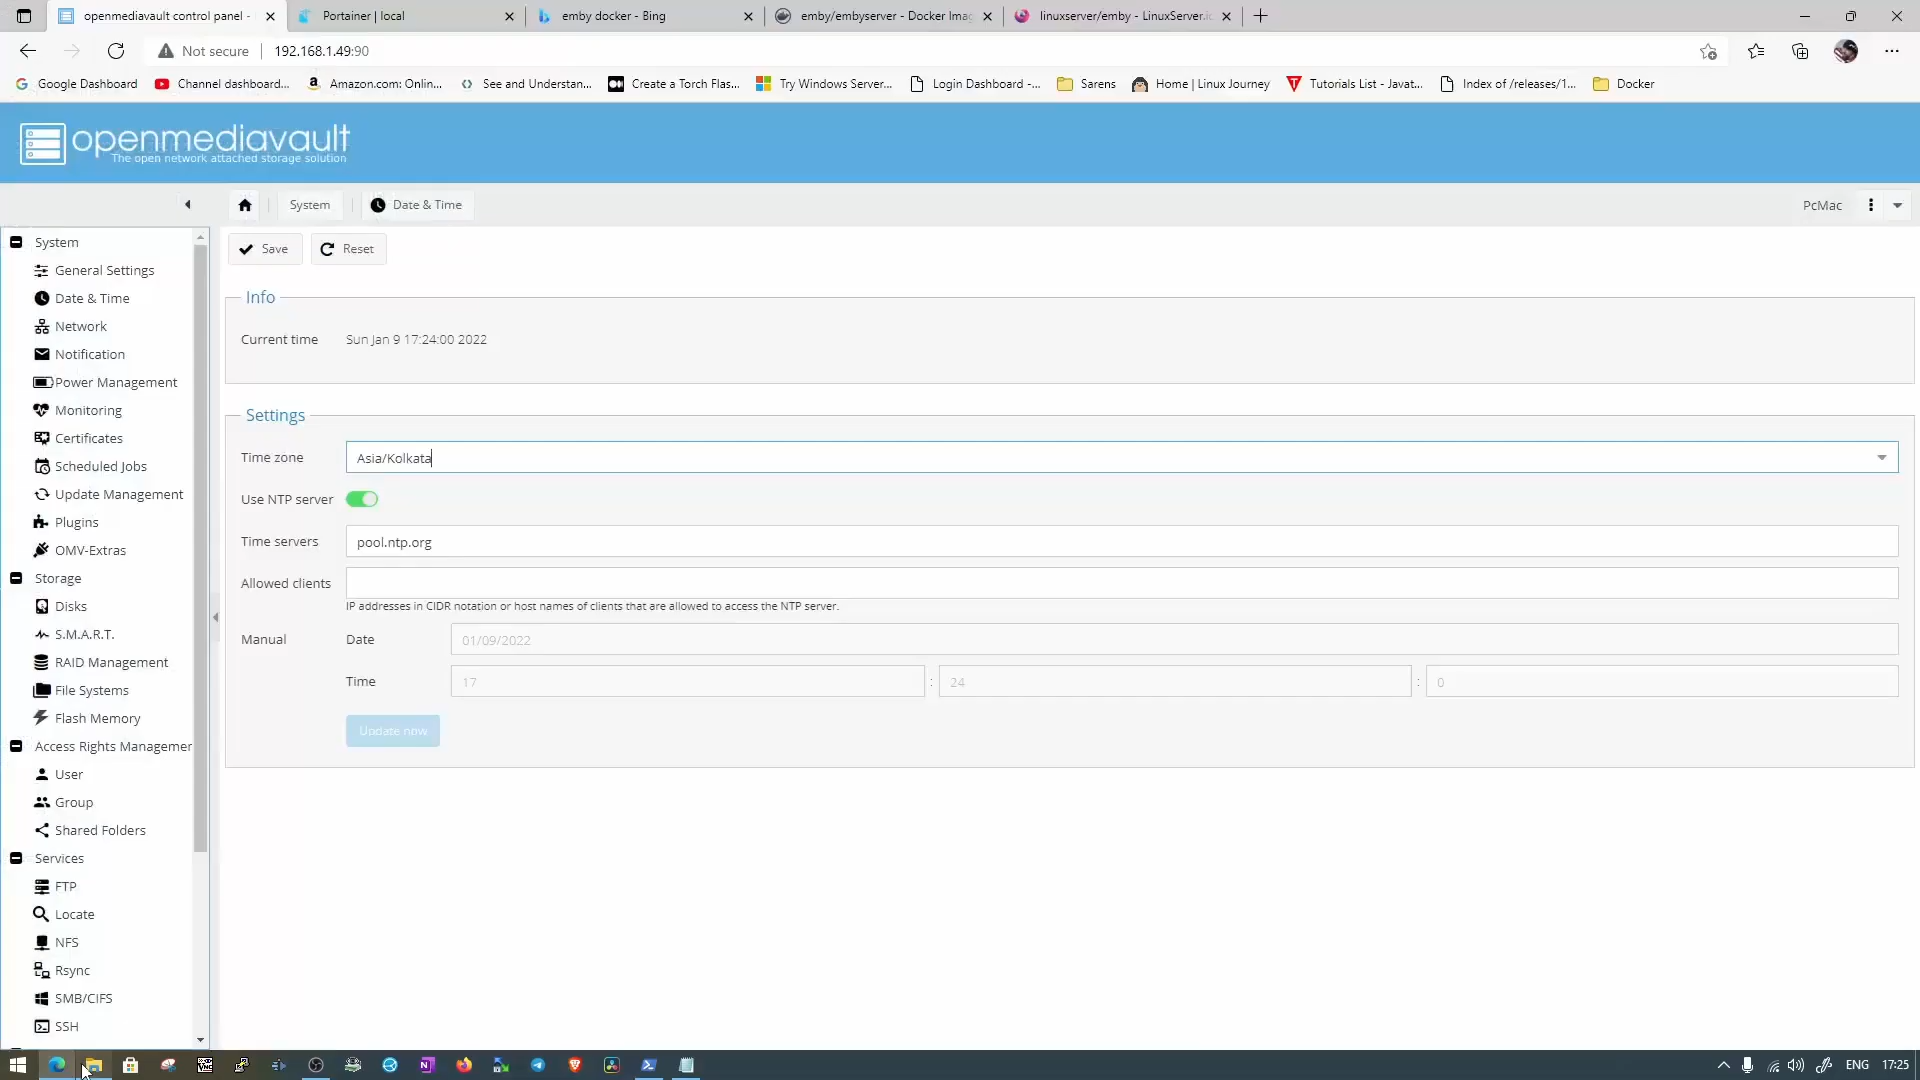 openmediavault control panel -
Portainer | local
emby docker - Bing
emby/embyserver - Docker Imag
linuxserver/emby - LinuxServer.io
Not secure
192.168.1.49:90
Google Dashboard
Channel dashboard...
Amazon.com: Onlin...
See and Understan...
Create a Torch Flas...
Try Windows Server...
Login Dashboard -...
Sarens
Home | Linux Journey
Tutorials List - Javat...
Index of /releases/1...
Docker
openmediavault
The open network attached storage solution
System
Date & Time
PcMac
System
General Settings
Date & Time
Network
Notification
Power Management
Monitoring
Certificates
Scheduled Jobs
Update Management
Plugins
OMV-Extras
Storage
Disks
S.M.A.R.T.
RAID Management
File Systems
Flash Memory
Access Rights Managemen
User
Group
Shared Folders
Services
FTP
Locate
NFS
Rsync
SMB/CIFS
SSH
Save
Reset
Info
Current time
Sun Jan 9 17:24:00 2022
Settings
Time zone
Asia/Kolkata
Use NTP server
Time servers
pool.ntp.org
Allowed clients
IP addresses in CIDR notation or host names of clients that are allowed to access the NTP server.
Manual
Date
01/09/2022
Time
17 : 24 : 0
Update now
ENG
17:25